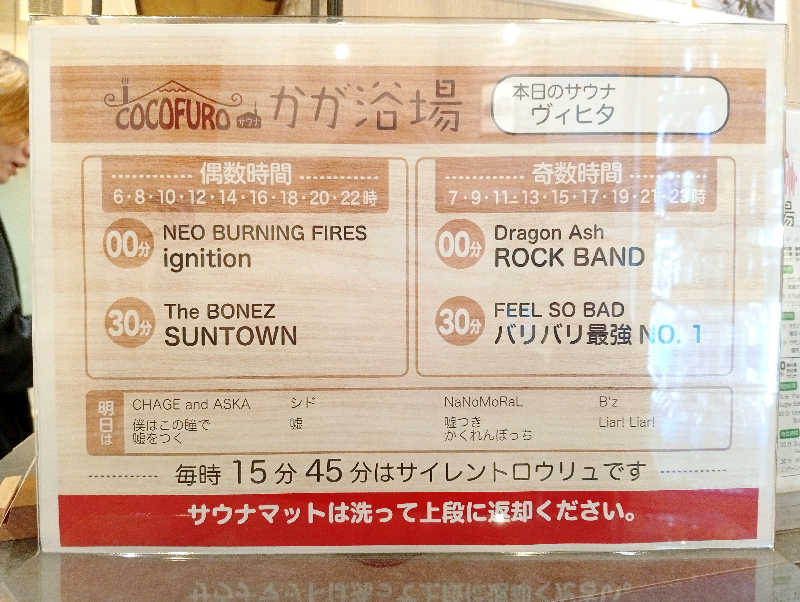 COCOFURO サウナ かが浴場
本日のサウナ
ヴィヒタ
偶数時間
6・8・10・12・14・16・18・20・22時
00分 NEO BURNING FIRES
ignition
30分 The BONEZ
SUNTOWN
奇数時間
7・9・11・13・15・17・19・21・23時
00分 Dragon Ash
ROCK BAND
30分 FEEL SO BAD
バリバリ最強 NO. 1
明日は
CHAGE and ASKA
僕はこの瞳で
嘘をつく
シド
嘘
NaNoMoRaL
嘘つき
かくれんぼっち
B'z
Liar! Liar!
毎時 15 分 45 分はサイレントロウリュです
サウナマットは洗って上段に返却ください。
場